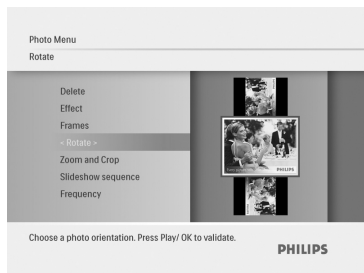 Photo Menu
Rotate
Delete
Effect
Frames
< Rotate >
Zoom and Crop
Slideshow sequence
Frequency
PHILIPS
Choose a photo orientation. Press Play/ OK to validate.
PHILIPS